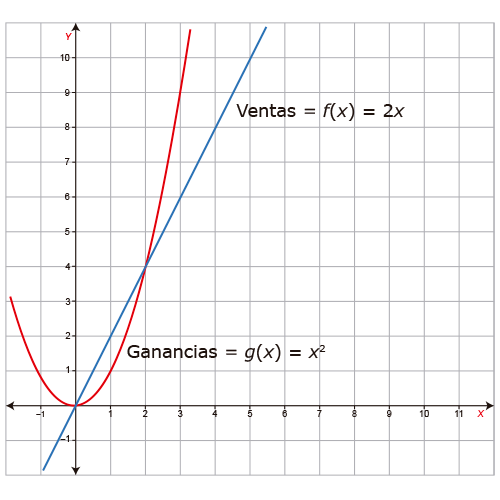 Y
10
9
8
Ventas = f(x) = 2x
7
6
5
4
3
2
Ganancias = g(x) = x²
1
–1 0 1 2 3 4 5 6 7 8 9 10 11 X
–1